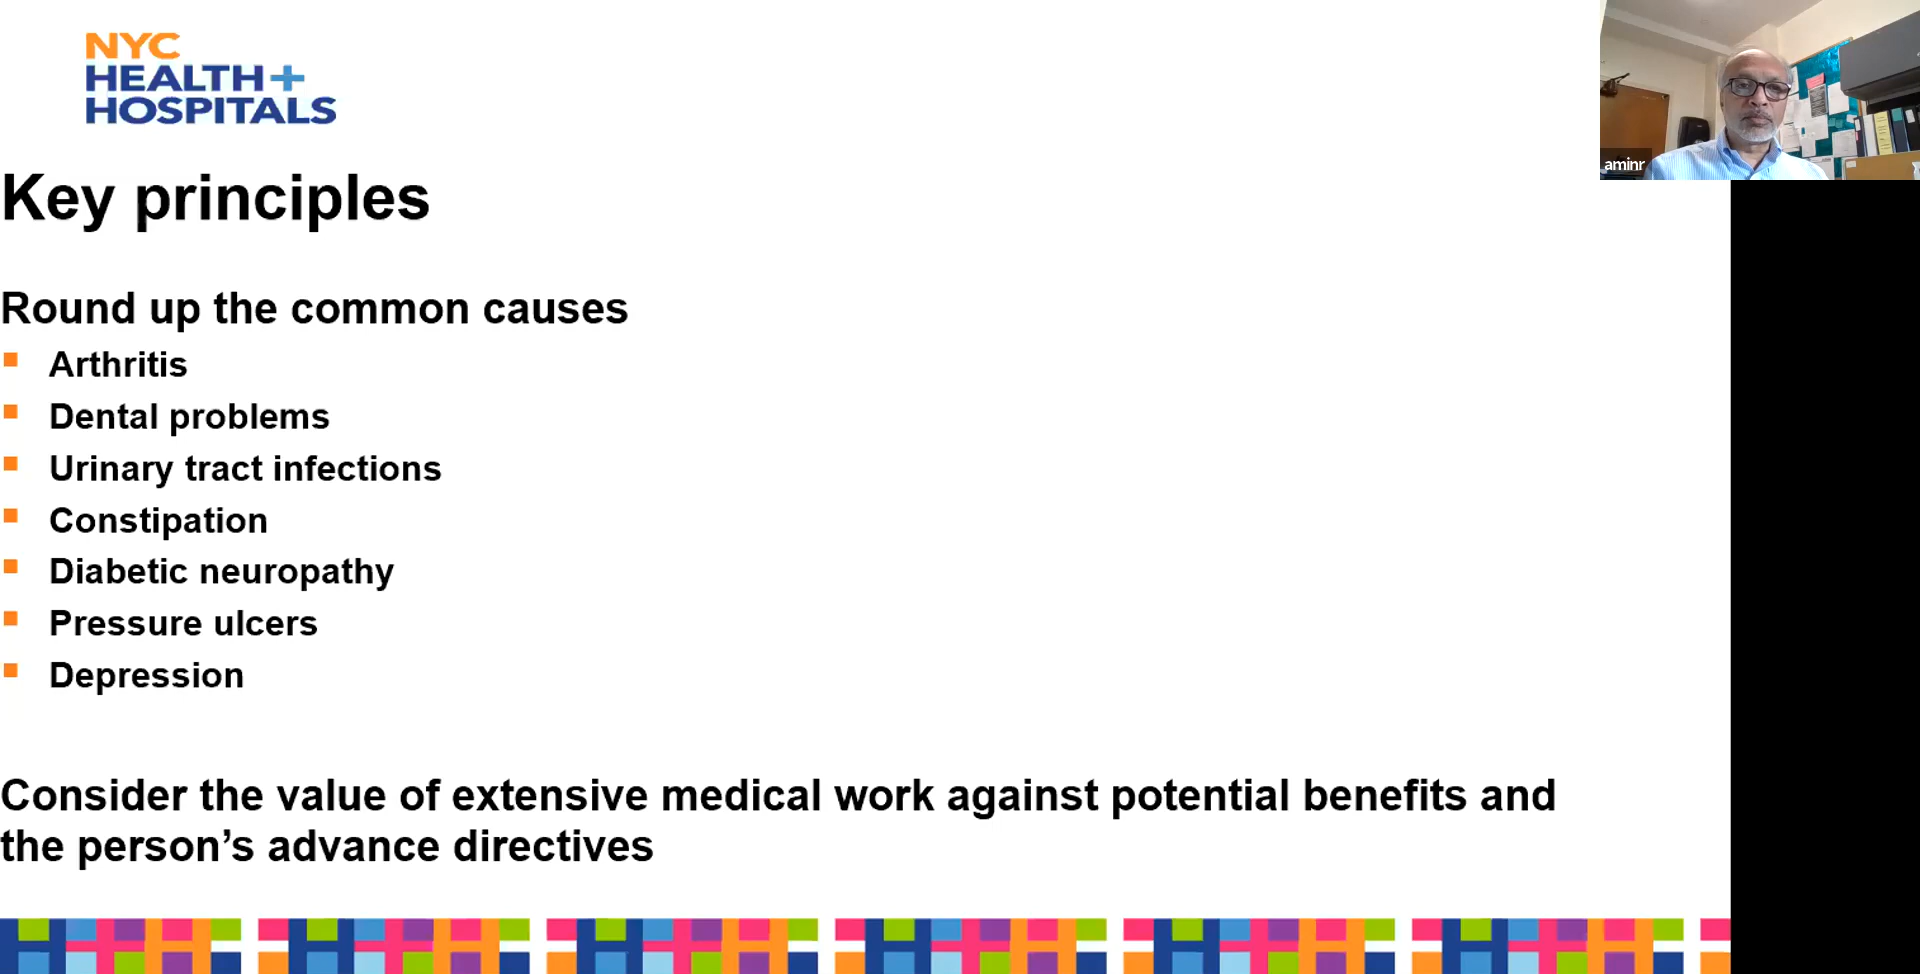 NYC
HEALTH+
HOSPITALS
aminr
Key principles
Round up the common causes
Arthritis
Dental problems
Urinary tract infections
Constipation
Diabetic neuropathy
Pressure ulcers
Depression
Consider the value of extensive medical work against potential benefits and
the person’s advance directives